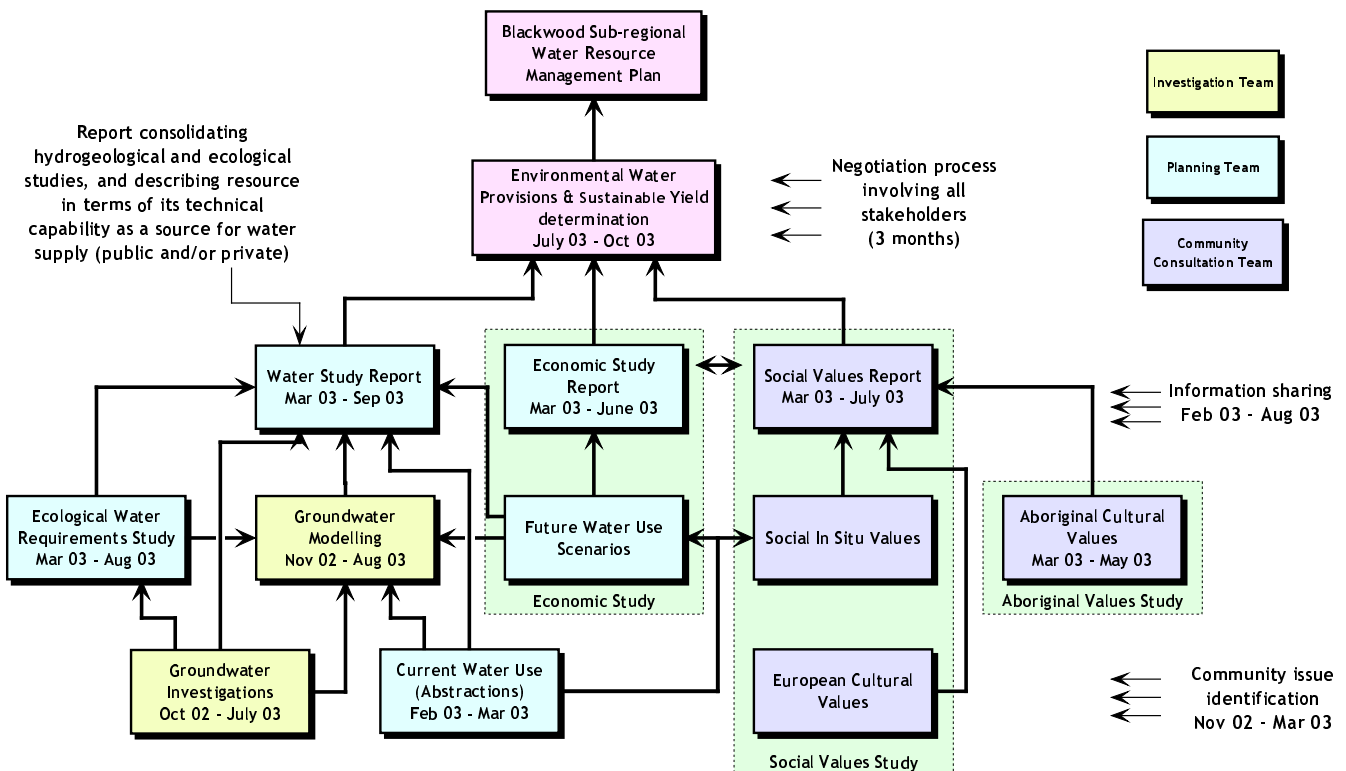 Blackwood Sub-regional
Water Resource
Management Plan
Investigation Team
Planning Team
Community
Consultation Team
Report consolidating
hydrogeological and ecological
studies, and describing resource
in terms of its technical
capability as a source for water
supply (public and/or private)
Environmental Water
Provisions & Sustainable Yield
determination
July 03 - Oct 03
Negotiation process
involving all
stakeholders
(3 months)
Water Study Report
Mar 03 - Sep 03
Economic Study
Report
Mar 03 - June 03
Social Values Report
Mar 03 - July 03
Information sharing
Feb 03 - Aug 03
Ecological Water
Requirements Study
Mar 03 - Aug 03
Groundwater
Modelling
Nov 02 - Aug 03
Future Water Use
Scenarios
Economic Study
Social In Situ Values
Aboriginal Cultural
Values
Mar 03 - May 03
Aboriginal Values Study
Groundwater
Investigations
Oct 02 - July 03
Current Water Use
(Abstractions)
Feb 03 - Mar 03
European Cultural
Values
Social Values Study
Community issue
identification
Nov 02 - Mar 03